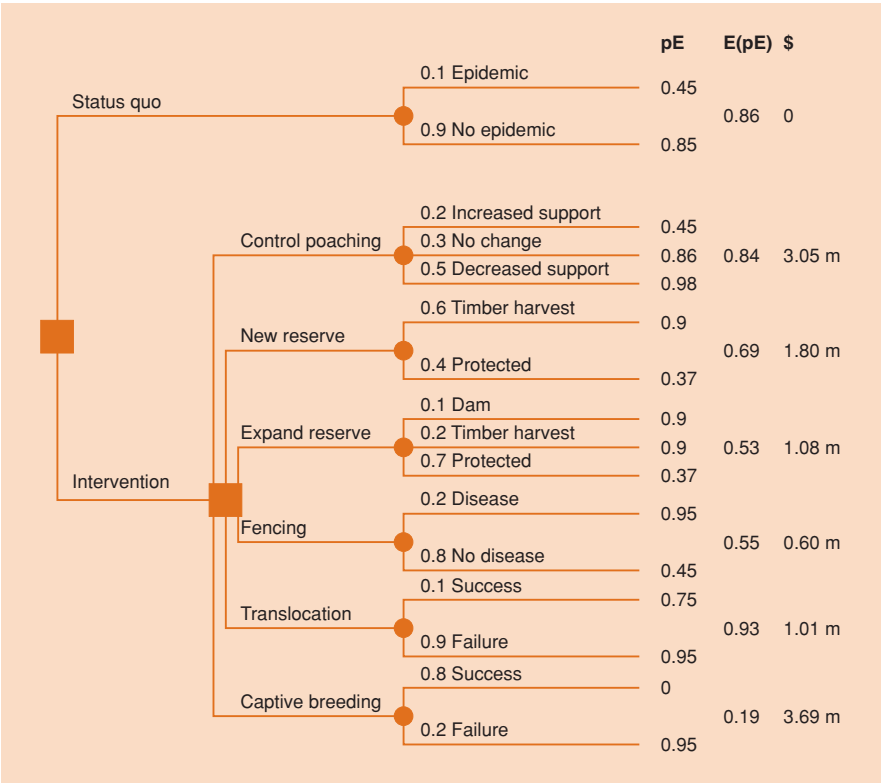 pE E(pE) $
0.1 Epidemic
0.45
Status quo
0.86 0
0.9 No epidemic
0.85
0.2 Increased support
0.45
Control poaching
0.3 No change
0.86 0.84 3.05 m
0.5 Decreased support
0.98
0.6 Timber harvest
0.9
New reserve
0.69 1.80 m
0.4 Protected
0.37
0.1 Dam
0.9
Expand reserve
0.2 Timber harvest
0.9 0.53 1.08 m
0.7 Protected
0.37
Intervention
0.2 Disease
0.95
Fencing
0.55 0.60 m
0.8 No disease
0.45
0.1 Success
0.75
Translocation
0.93 1.01 m
0.9 Failure
0.95
0.8 Success
0
Captive breeding
0.19 3.69 m
0.2 Failure
0.95